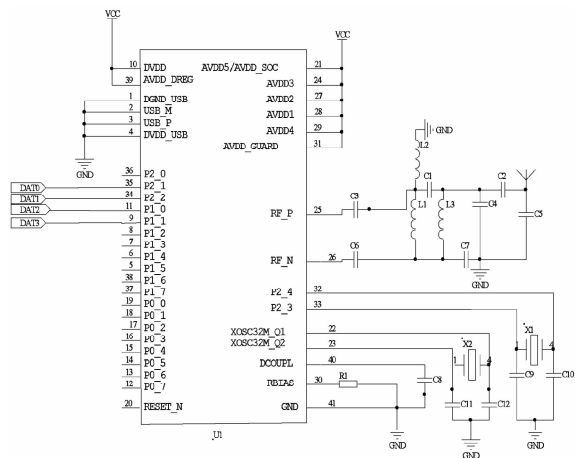 VCC
VCC
10 DVDD AVDD5/AVDD_SOC 21
39 AVDD_DREG AVDD3 24
1 DGND_USB AVDD2 27
2 USB_M AVDD1 28
3 USB_P AVDD4 29
4 DVDD_USB AVDD_GUARD 31
GND
GND
L2
36 P2_0
DAT0 35 P2_1
DAT1 34 P2_2
DAT2 11 P1_0
DAT3 9 P1_1
8 P1_2
7 P1_3
6 P1_4
5 P1_5
38 P1_6
37 P1_7
19 P0_0
18 P0_1
17 P0_2
16 P0_3
15 P0_4
14 P0_5
13 P0_6
12 P0_7
20 RESET_N
RF_P 25 C3 L1 C1 L3 C4 C2 C5
RF_N 26 C6 C7
GND
P2_4 32
P2_3 33
XOSC32M_Q1 22
XOSC32M_Q2 23
DCOUPL 40
RBIAS 30 R1
GND 41
C8
1 X2 4
1 X1 4
C11 C12
C9 C10
GND
GND
GND
U1